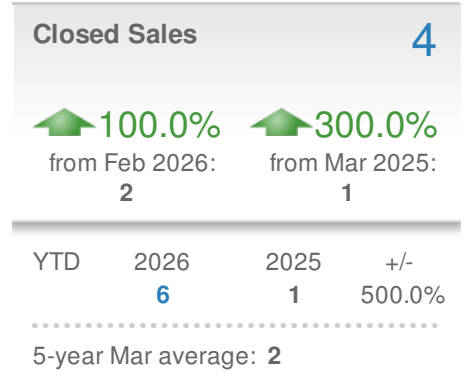 Closed Sales 4
100.0% 300.0%
from Feb 2026: from Mar 2025:
2 1
YTD 2026 2025 +/-
6 1 500.0%
5-year Mar average: 2